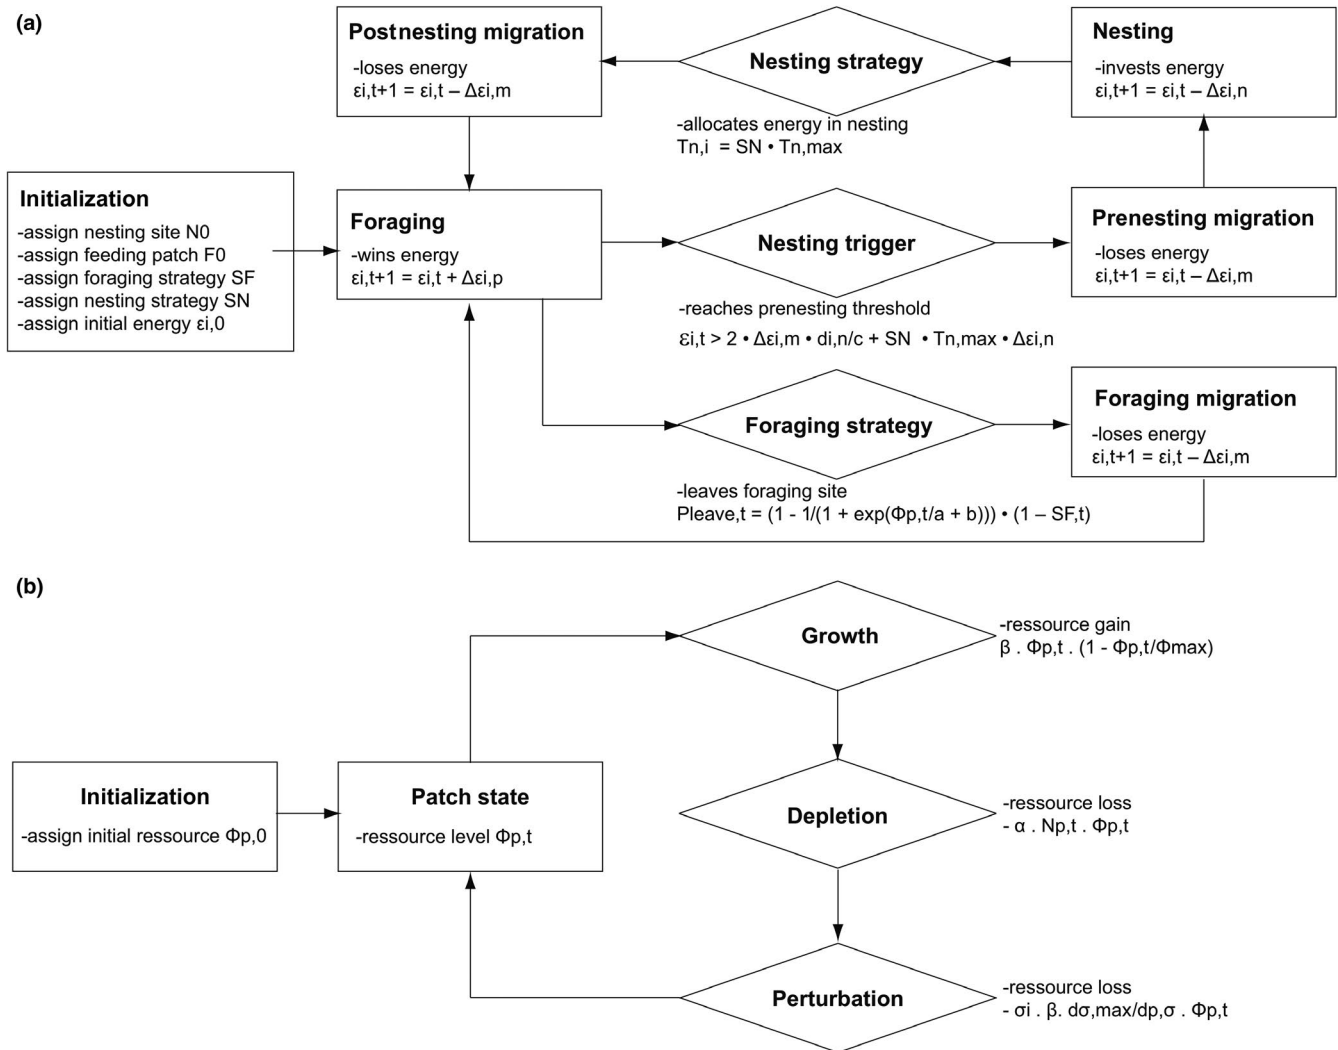 (a)
Postnesting migration
-loses energy
εi,t+1 = εi,t – Δεi,m
Nesting strategy
-allocates energy in nesting
Tn,i = SN • Tn,max
Nesting
-invests energy
εi,t+1 = εi,t – Δεi,n
Initialization
-assign nesting site N0
-assign feeding patch F0
-assign foraging strategy SF
-assign nesting strategy SN
-assign initial energy εi,0
Foraging
-wins energy
εi,t+1 = εi,t + Δεi,p
Nesting trigger
-reaches prenesting threshold
εi,t > 2 • Δεi,m • di,n/c + SN • Tn,max • Δεi,n
Prenesting migration
-loses energy
εi,t+1 = εi,t – Δεi,m
Foraging strategy
-leaves foraging site
Pleave,t = (1 - 1/(1 + exp(Φp,t/a + b))) • (1 – SF,t)
Foraging migration
-loses energy
εi,t+1 = εi,t – Δεi,m
(b)
Growth
-ressource gain
β . Φp,t . (1 - Φp,t/Φmax)
Initialization
-assign initial ressource Φp,0
Patch state
-ressource level Φp,t
Depletion
-ressource loss
- α . Np,t . Φp,t
Perturbation
-ressource loss
- σi . β. dσ,max/dp,σ . Φp,t